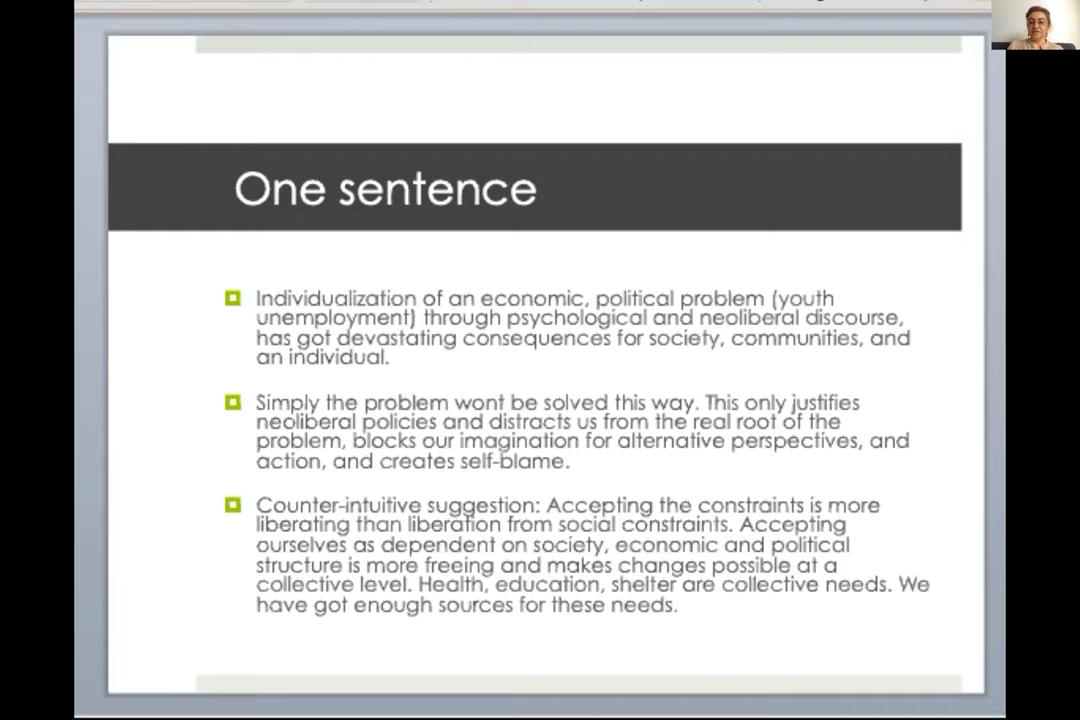 One sentence
Individualization of an economic, political problem (youth
unemployment) through psychological and neoliberal discourse,
has got devastating consequences for society, communities, and
an individual.
Simply the problem wont be solved this way. This only justifies
neoliberal policies and distracts us from the real root of the
problem, blocks our imagination for alternative perspectives, and
action, and creates self-blame.
Counter-intuitive suggestion: Accepting the constraints is more
liberating than liberation from social constraints. Accepting
ourselves as dependent on society, economic and political
structure is more freeing and makes changes possible at a
collective level. Health, education, shelter are collective needs. We
have got enough sources for these needs.